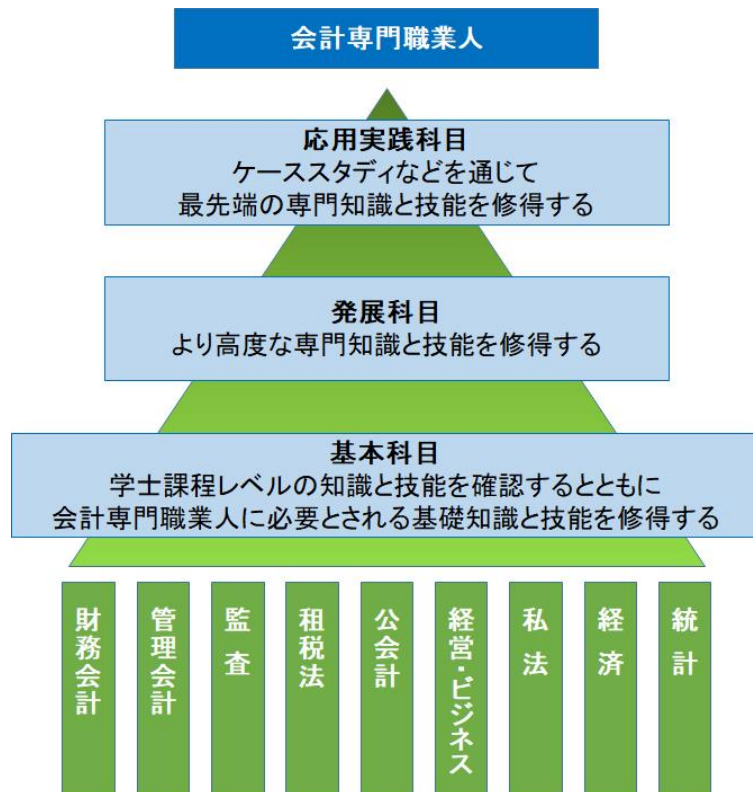 会計専門職業人
応用実践科目
ケーススタディなどを通じて
最先端の専門知識と技能を修得する
発展科目
より高度な専門知識と技能を修得する
基本科目
学士課程レベルの知識と技能を確認するとともに
会計専門職業人に必要とされる基礎知識と技能を修得する
財務会計
管理会計
監査
租税法
公会計
経営・ビジネス
私法
経済
統計